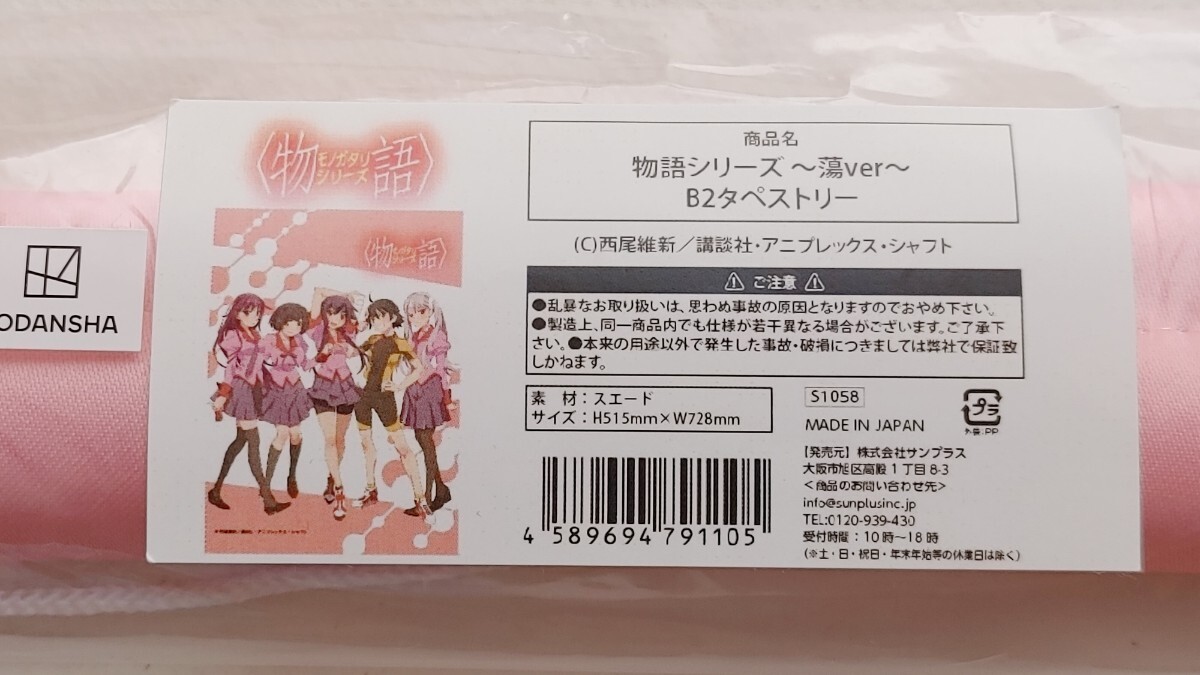 〈物語〉
モノガタリ
シリーズ
〈物語〉
モノガタリ
シリーズ
ODANSHA
商品名
物語シリーズ ～蕩ver～
B2タペストリー
(C)西尾維新／講談社・アニプレックス・シャフト
ご注意
●乱暴なお取り扱いは、思わぬ事故の原因となりますのでおやめ下さい。
●製造上、同一商品内でも仕様が若干異なる場合がございます。ご了承下
さい。●本来の用途以外で発生した事故・破損につきましては弊社で保証致
しかねます。
素 材：スエード
サイズ：H515mm×W728mm
S1058
MADE IN JAPAN
プラ
外装:PP
【発売元】株式会社サンプラス
大阪市旭区高殿1丁目8-3
＜商品のお問い合わせ先＞
info@sunplusinc.jp
TEL:0120-939-430
受付時間：10時～18時
(※土・日・祝日・年末年始等の休業日は除く)
4 589694 791105